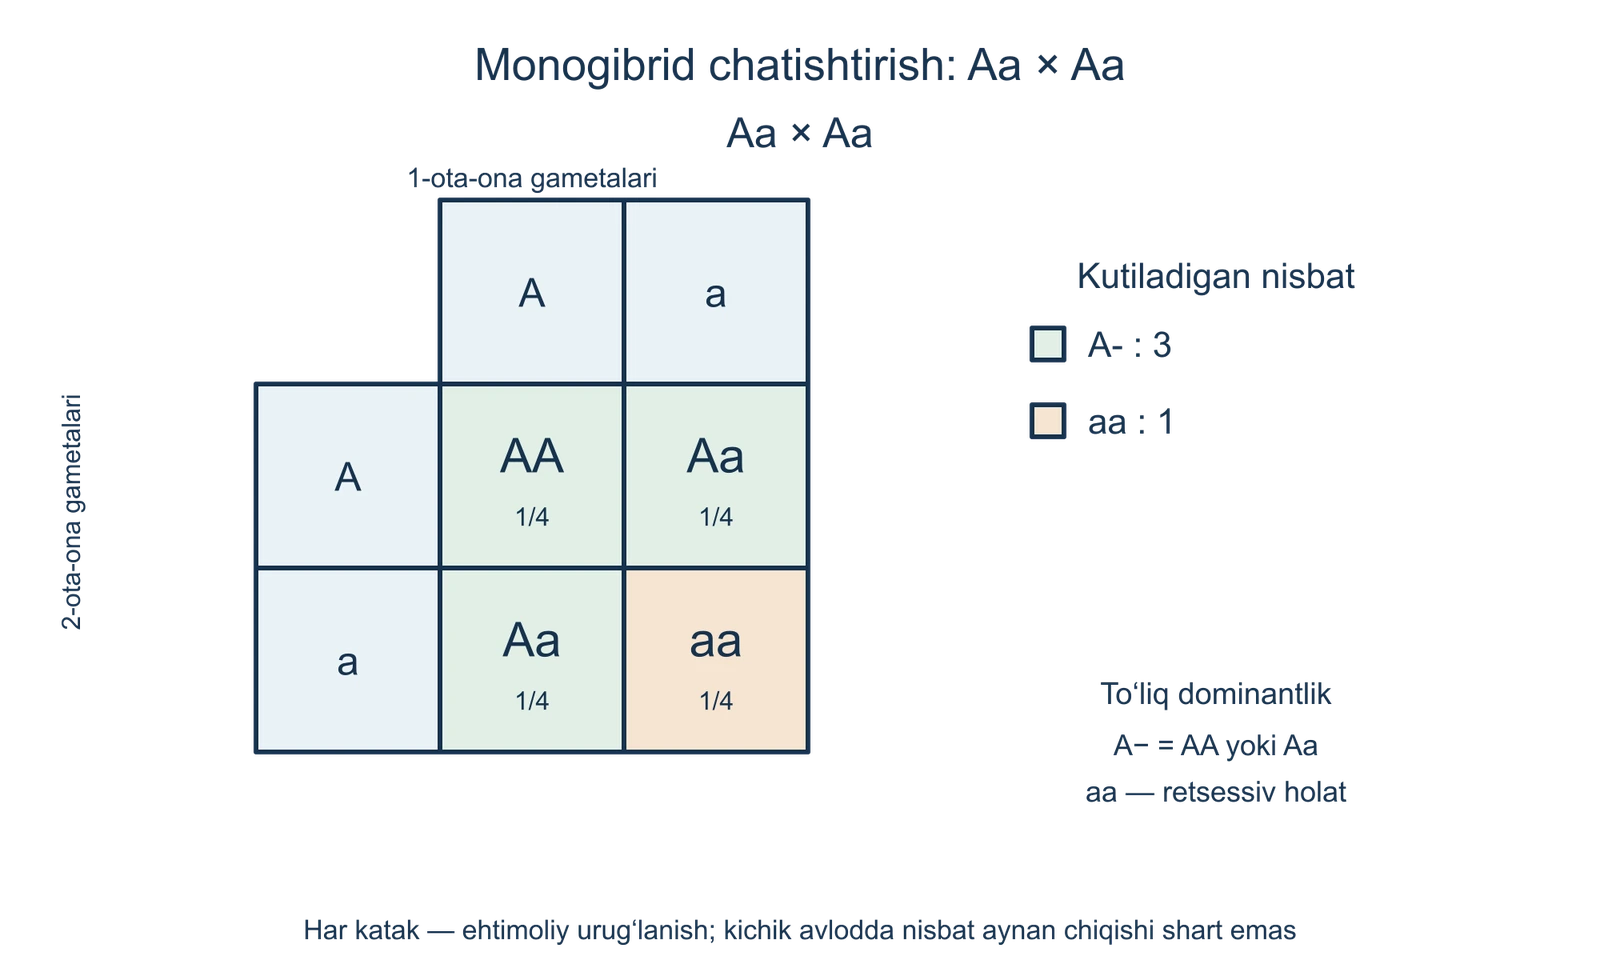 Monogibrid chatishtirish: Aa × Aa
Aa × Aa
1-ota-ona gametalari
A a
2-ota-ona gametalari
A AA Aa
1/4 1/4
a Aa aa
1/4 1/4
Kutiladigan nisbat
A- : 3
aa : 1
To‘liq dominantlik
A− = AA yoki Aa
aa — retsessiv holat
Har katak — ehtimoliy urug‘lanish; kichik avlodda nisbat aynan chiqishi shart emas